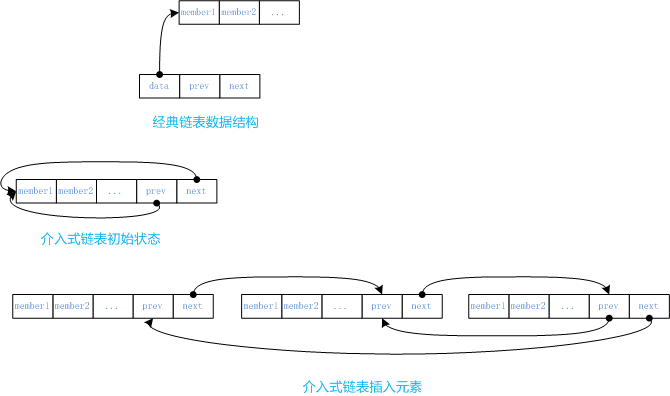 member1 member2 ...
data prev next
经典链表数据结构
member1 member2 ... prev next
介入式链表初始状态
member1 member2 ... prev next member1 member2 ... prev next member1 member2 ... prev next
介入式链表插入元素